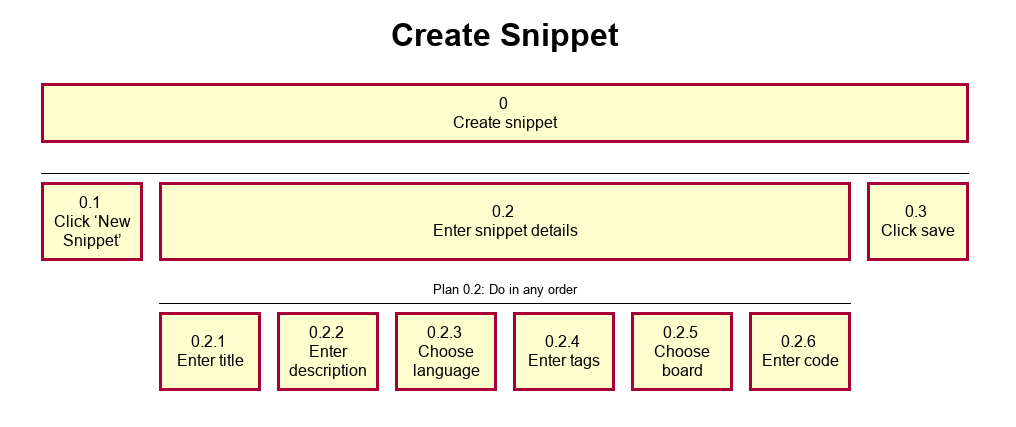 Create Snippet
0
Create snippet
0.1
Click ‘New
Snippet’
0.2
Enter snippet details
0.3
Click save
Plan 0.2: Do in any order
0.2.1
Enter title
0.2.2
Enter
description
0.2.3
Choose
language
0.2.4
Enter tags
0.2.5
Choose
board
0.2.6
Enter code